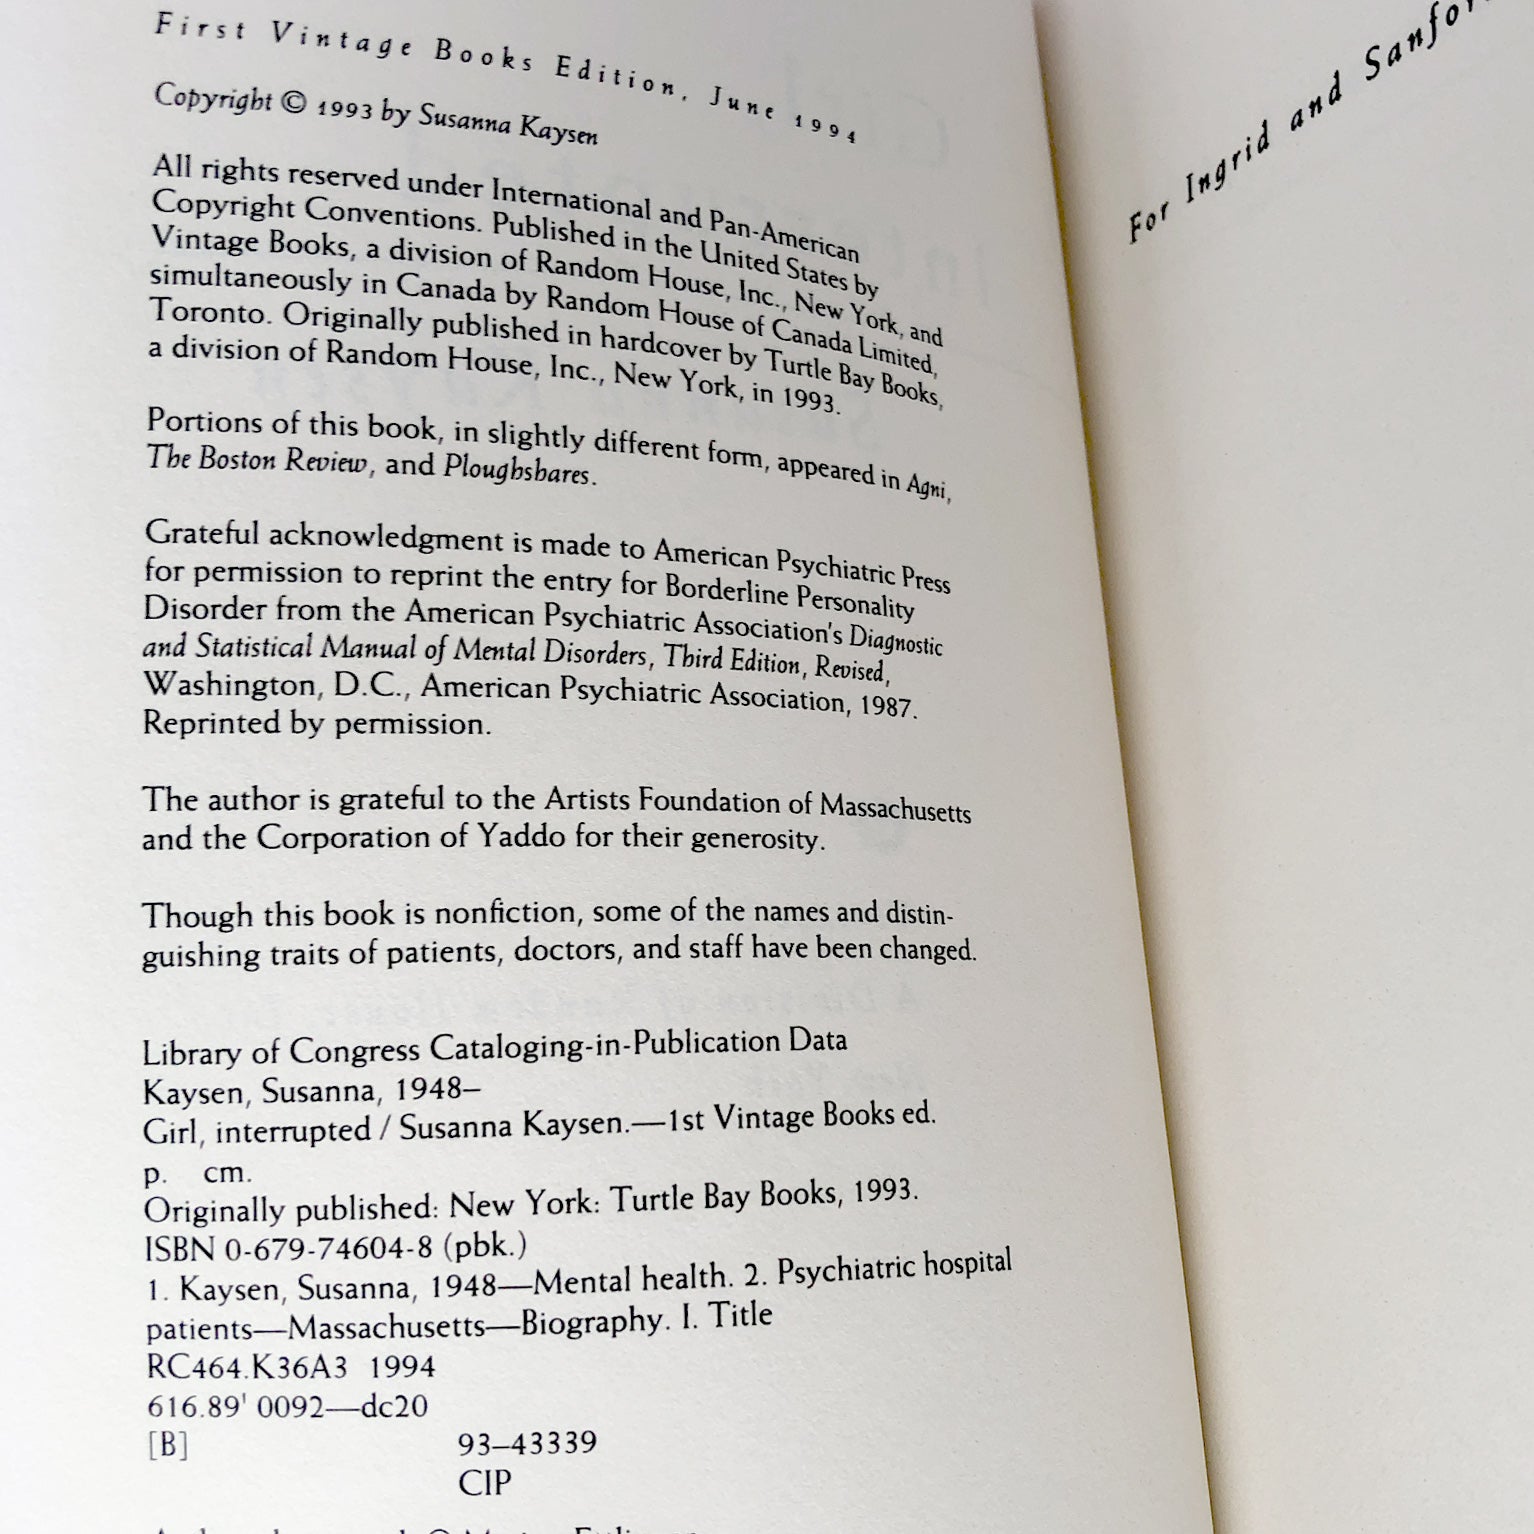 First Vintage Books Edition, June 1994
Copyright © 1993 by Susanna Kaysen
All rights reserved under International and Pan-American
Copyright Conventions. Published in the United States by
Vintage Books, a division of Random House, Inc., New York, and
simultaneously in Canada by Random House of Canada Limited,
Toronto. Originally published in hardcover by Turtle Bay Books,
a division of Random House, Inc., New York, in 1993.
Portions of this book, in slightly different form, appeared in Agni,
The Boston Review, and Ploughshares.
Grateful acknowledgment is made to American Psychiatric Press
for permission to reprint the entry for Borderline Personality
Disorder from the American Psychiatric Association's Diagnostic
and Statistical Manual of Mental Disorders, Third Edition, Revised,
Washington, D.C., American Psychiatric Association, 1987.
Reprinted by permission.
The author is grateful to the Artists Foundation of Massachusetts
and the Corporation of Yaddo for their generosity.
Though this book is nonfiction, some of the names and distin-
guishing traits of patients, doctors, and staff have been changed.
Library of Congress Cataloging-in-Publication Data
Kaysen, Susanna, 1948–
Girl, interrupted / Susanna Kaysen.—1st Vintage Books ed.
p. cm.
Originally published: New York: Turtle Bay Books, 1993.
ISBN 0-679-74604-8 (pbk.)
1. Kaysen, Susanna, 1948—Mental health. 2. Psychiatric hospital
patients—Massachusetts—Biography. I. Title
RC464.K36A3 1994
616.89' 0092—dc20
[B] 93–43339
CIP
For Ingrid and